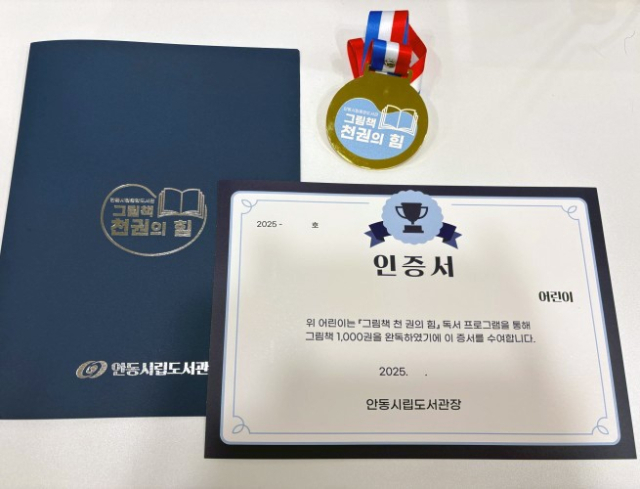 그림책
천권의 힘
안동시립도서관
그림책
천권의 힘
2025 - 호
인증서
어린이
위 어린이는 『그림책 천 권의 힘』 독서 프로그램을 통해
그림책 1,000권을 완독하였기에 이 증서를 수여합니다.
2025. .
안동시립도서관장